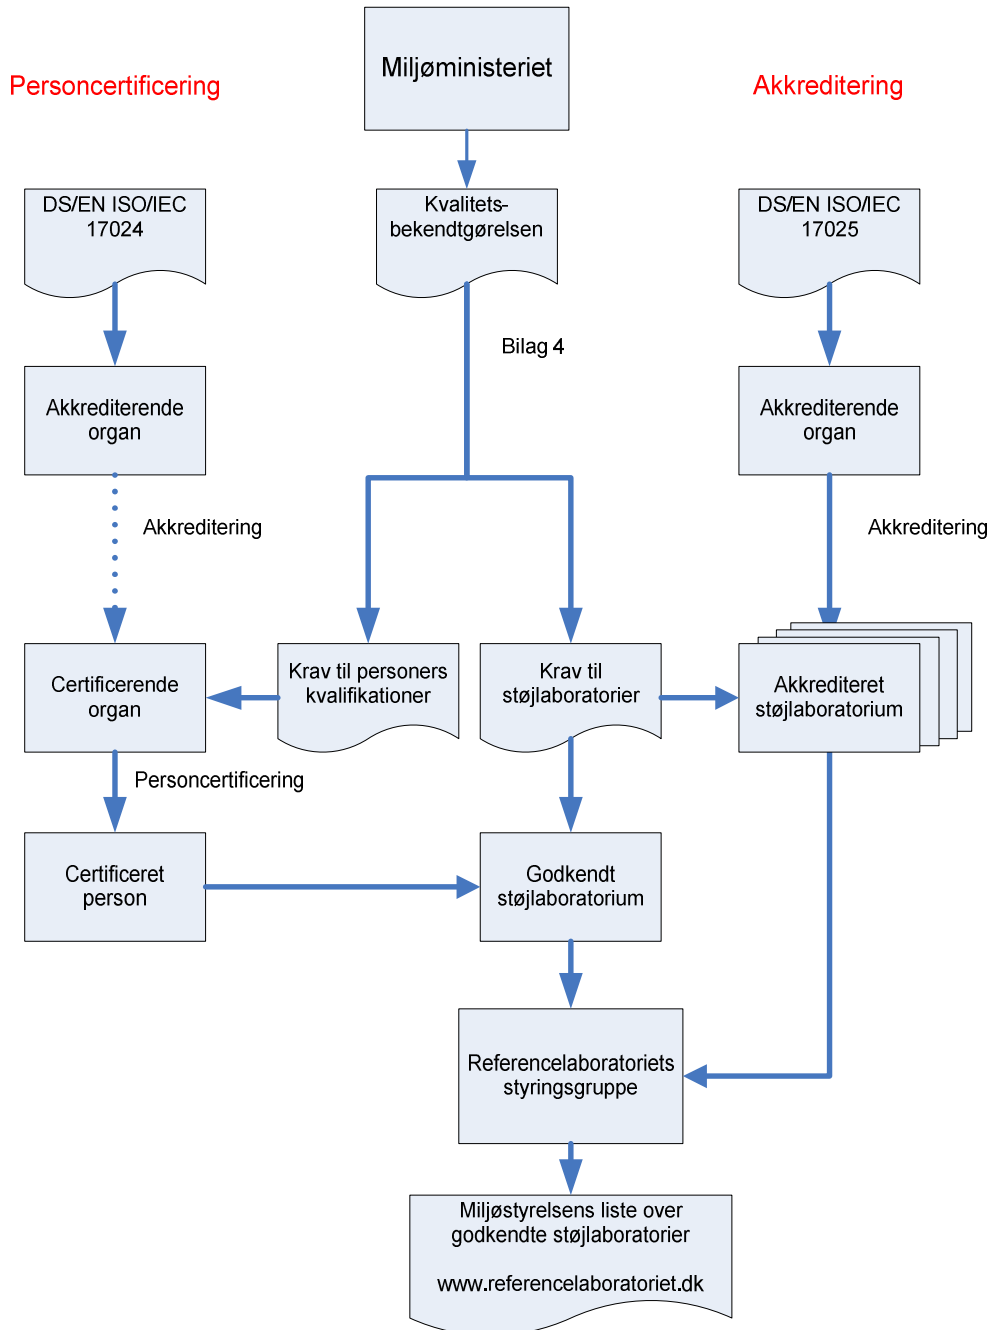 Miljøministeriet
Personcertificering
Akkreditering
DS/EN ISO/IEC
17024
Kvalitets-
bekendtgørelsen
DS/EN ISO/IEC
17025
Bilag 4
Akkrediterende
organ
Akkrediterende
organ
Akkreditering
Akkreditering
Certificerende
organ
Krav til personers
kvalifikationer
Krav til
støjlaboratorier
Akkrediteret
støjlaboratorium
Personcertificering
Certificeret
person
Godkendt
støjlaboratorium
Referencelaboratoriets
styringsgruppe
Miljøstyrelsens liste over
godkendte støjlaboratorier
www.referencelaboratoriet.dk